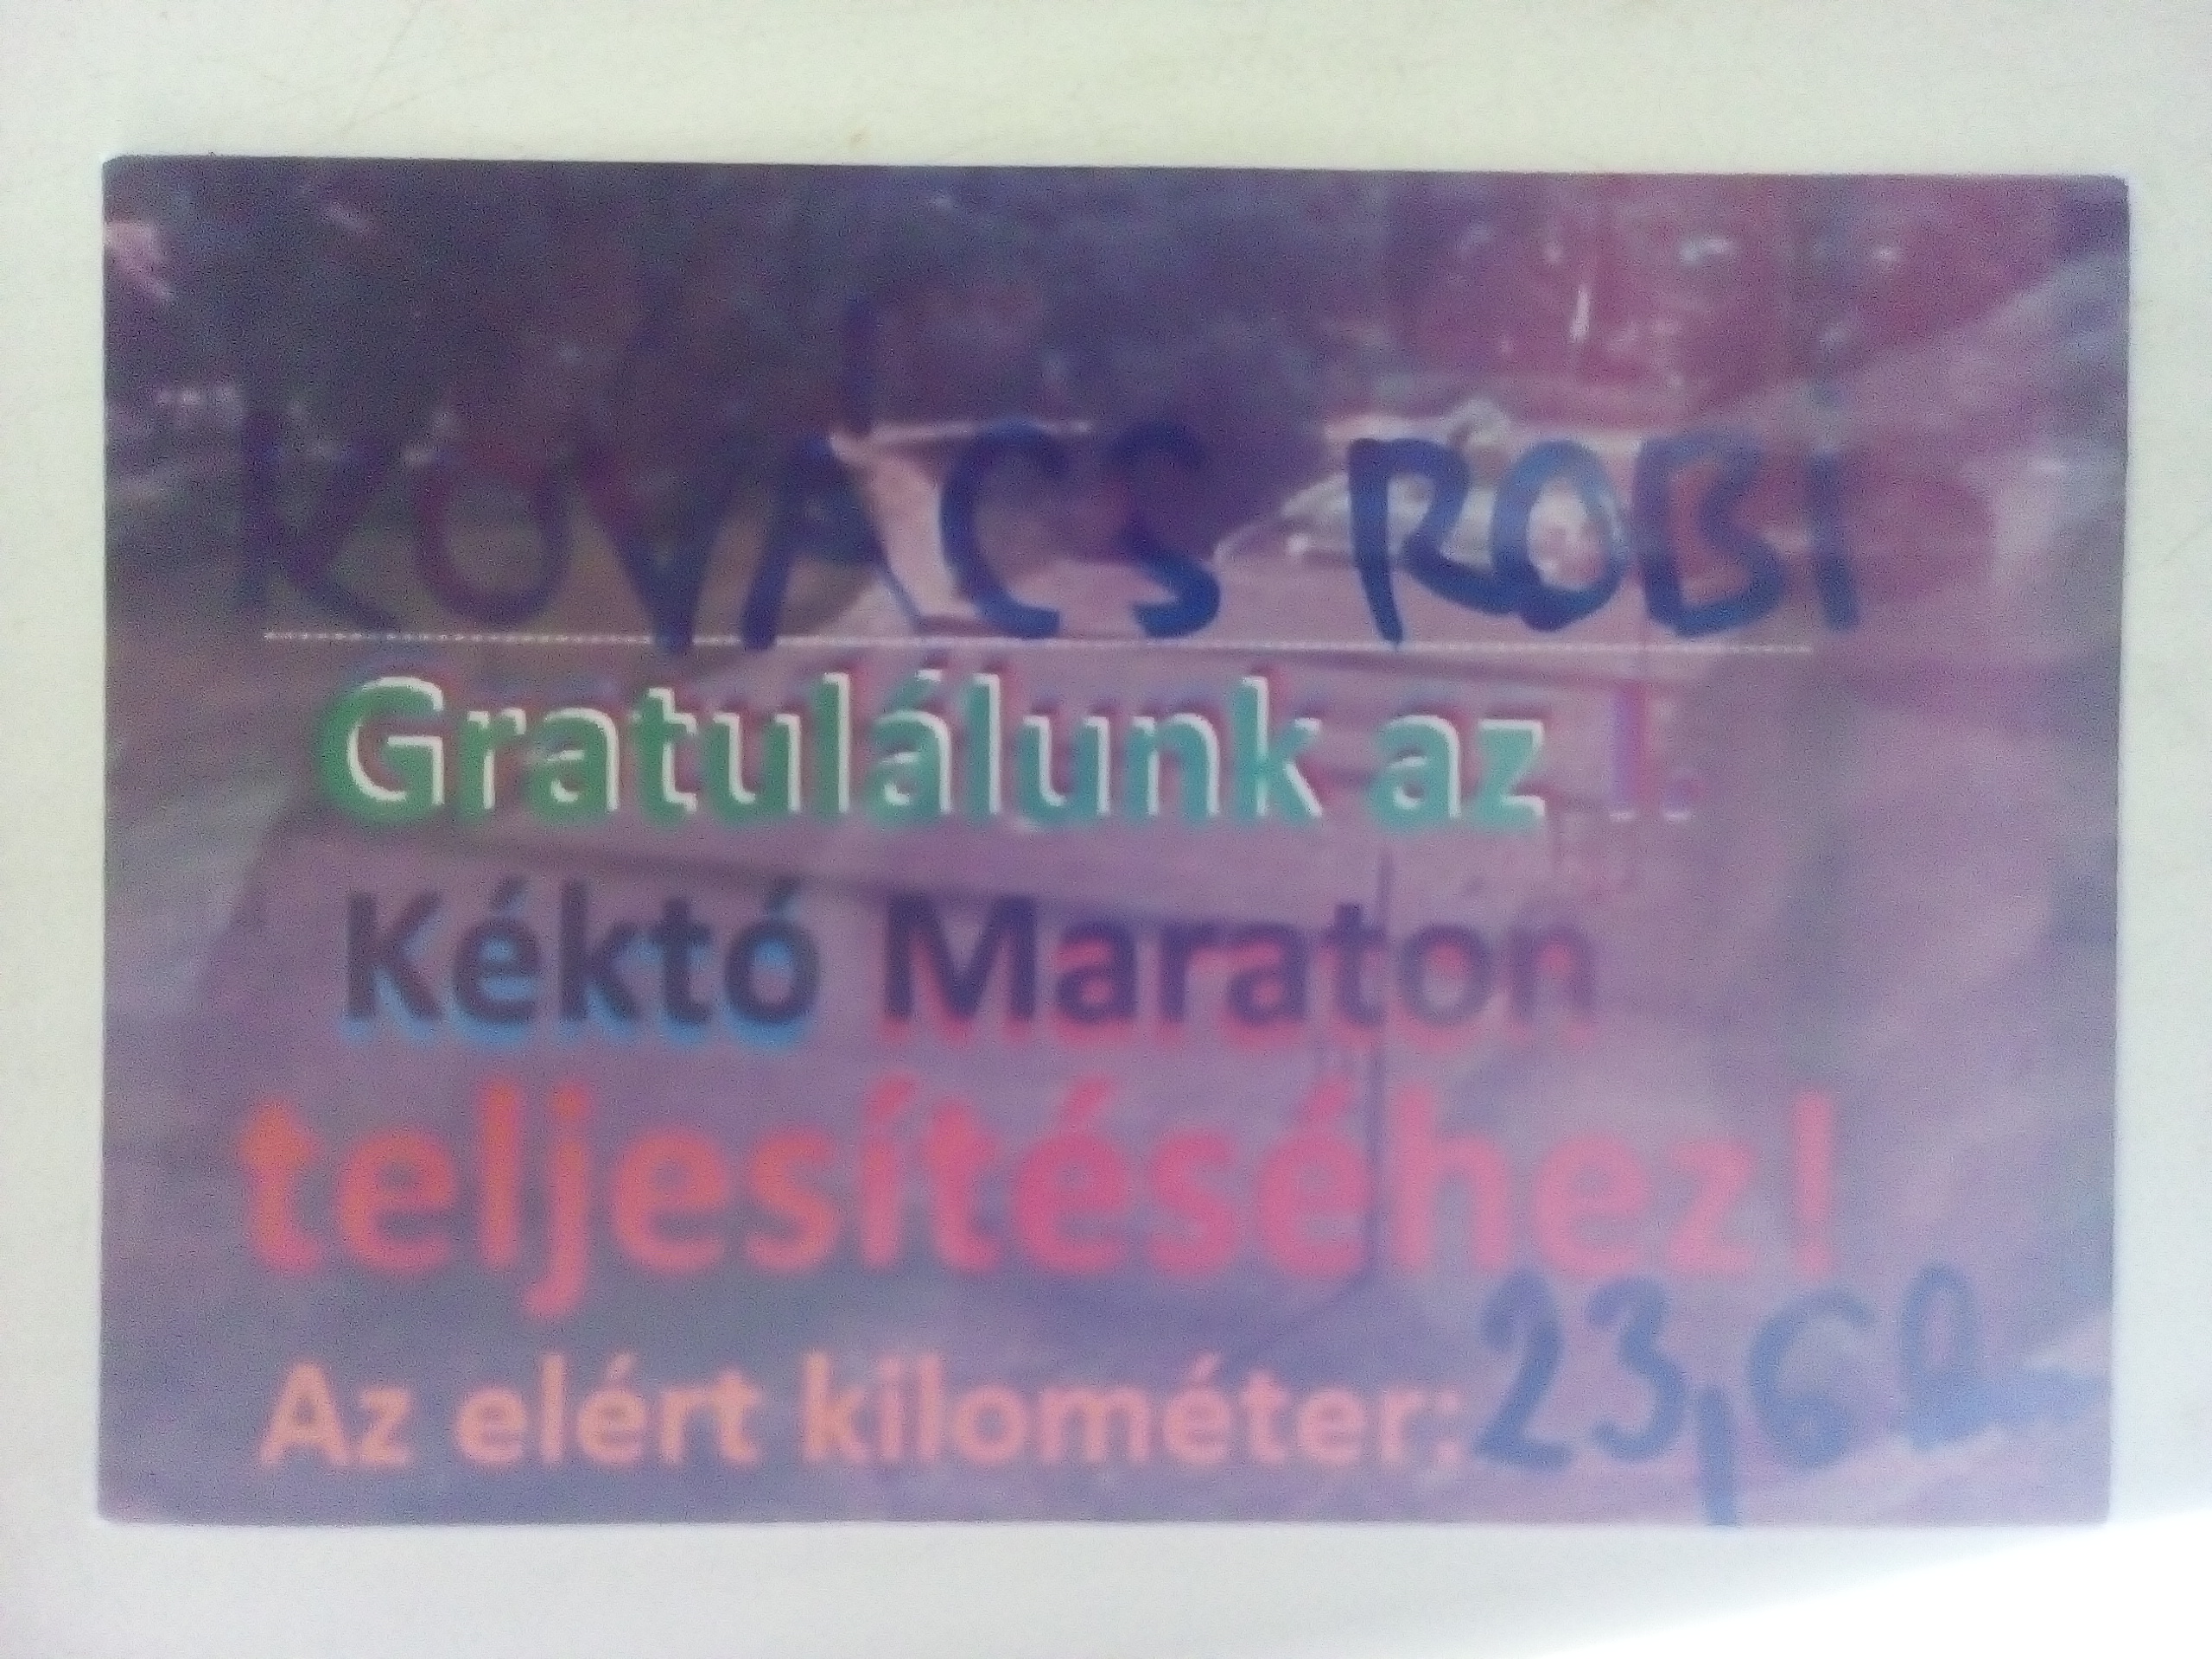 KOVÁCS ROBI
Gratulálunk az I.
Kéktó Maraton
teljesítéséhez!
Az elért kilométer: 23,6